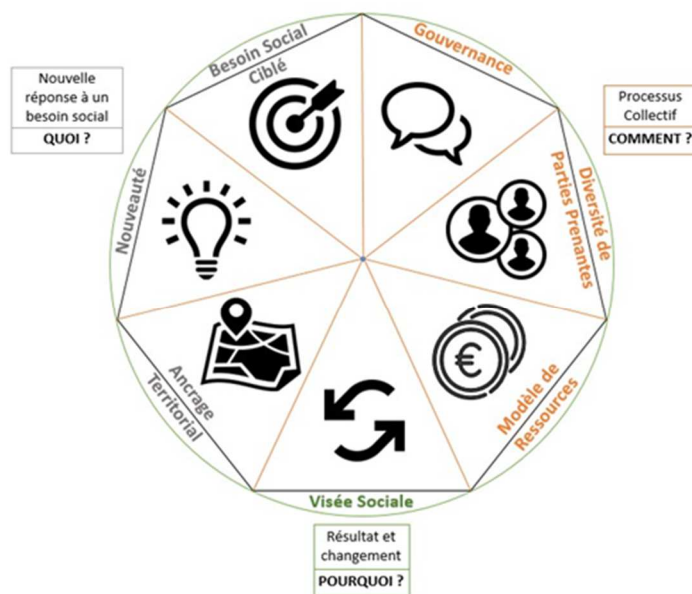 Besoin Social
Ciblé
Gouvernance
Nouvelle
réponse à un
besoin social
QUOI ?
Processus
Collectif
COMMENT ?
Nouveauté
Diversité de
Parties Prenantes
€
Ancrage
Territorial
Modèle de
Ressources
Visée Sociale
Résultat et
changement
POURQUOI ?